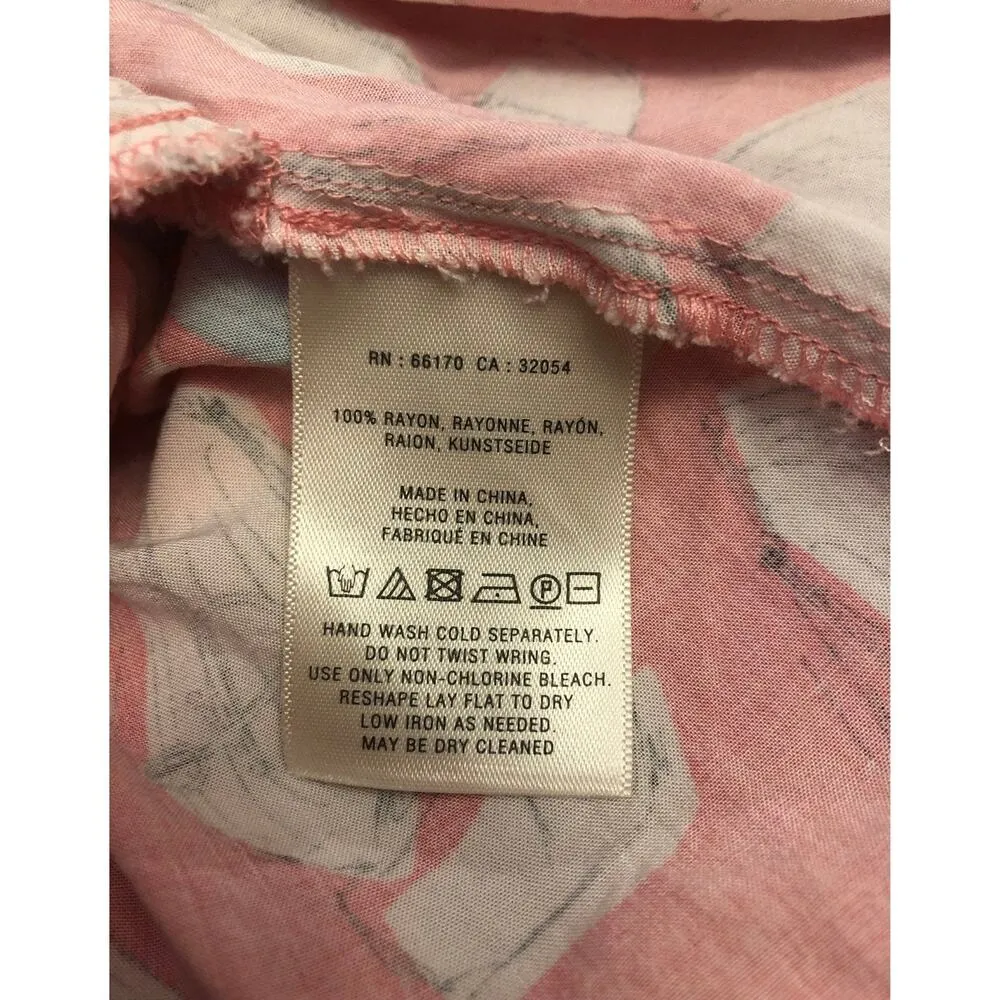 RN : 66170 CA : 32054
100% RAYON, RAYONNE, RAYÓN,
RAION, KUNSTSEIDE
MADE IN CHINA,
HECHO EN CHINA,
FABRIQUÉ EN CHINE
P
HAND WASH COLD SEPARATELY.
DO NOT TWIST WRING.
USE ONLY NON-CHLORINE BLEACH.
RESHAPE LAY FLAT TO DRY
LOW IRON AS NEEDED
MAY BE DRY CLEANED